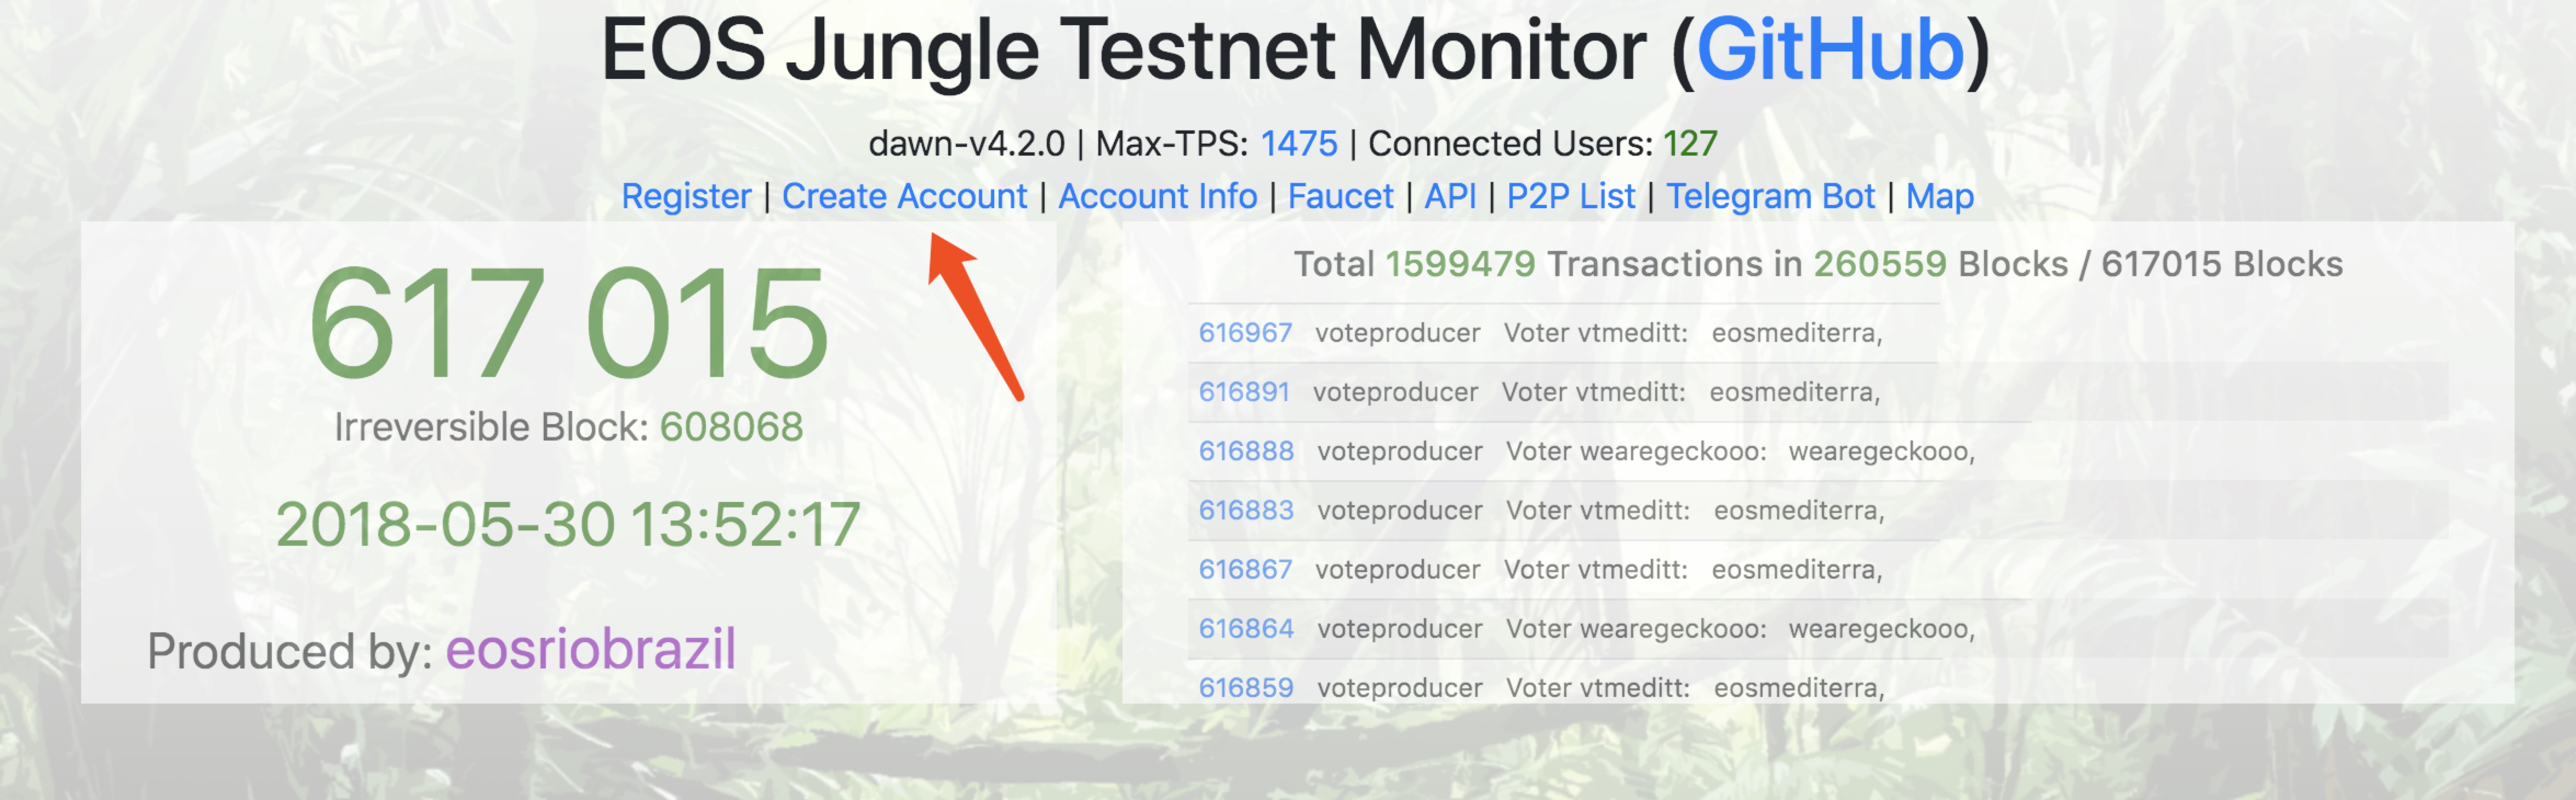 EOS Jungle Testnet Monitor (GitHub)
dawn-v4.2.0 | Max-TPS: 1475 | Connected Users: 127
Register | Create Account | Account Info | Faucet | API | P2P List | Telegram Bot | Map
617 015
Irreversible Block: 608068
2018-05-30 13:52:17
Produced by: eosriobrazil
Total 1599479 Transactions in 260559 Blocks / 617015 Blocks
616967 voteproducer Voter vtmeditt: eosmediterra,
616891 voteproducer Voter vtmeditt: eosmediterra,
616888 voteproducer Voter wearegeckooo: wearegeckooo,
616883 voteproducer Voter vtmeditt: eosmediterra,
616867 voteproducer Voter vtmeditt: eosmediterra,
616864 voteproducer Voter wearegeckooo: wearegeckooo,
616859 voteproducer Voter vtmeditt: eosmediterra,